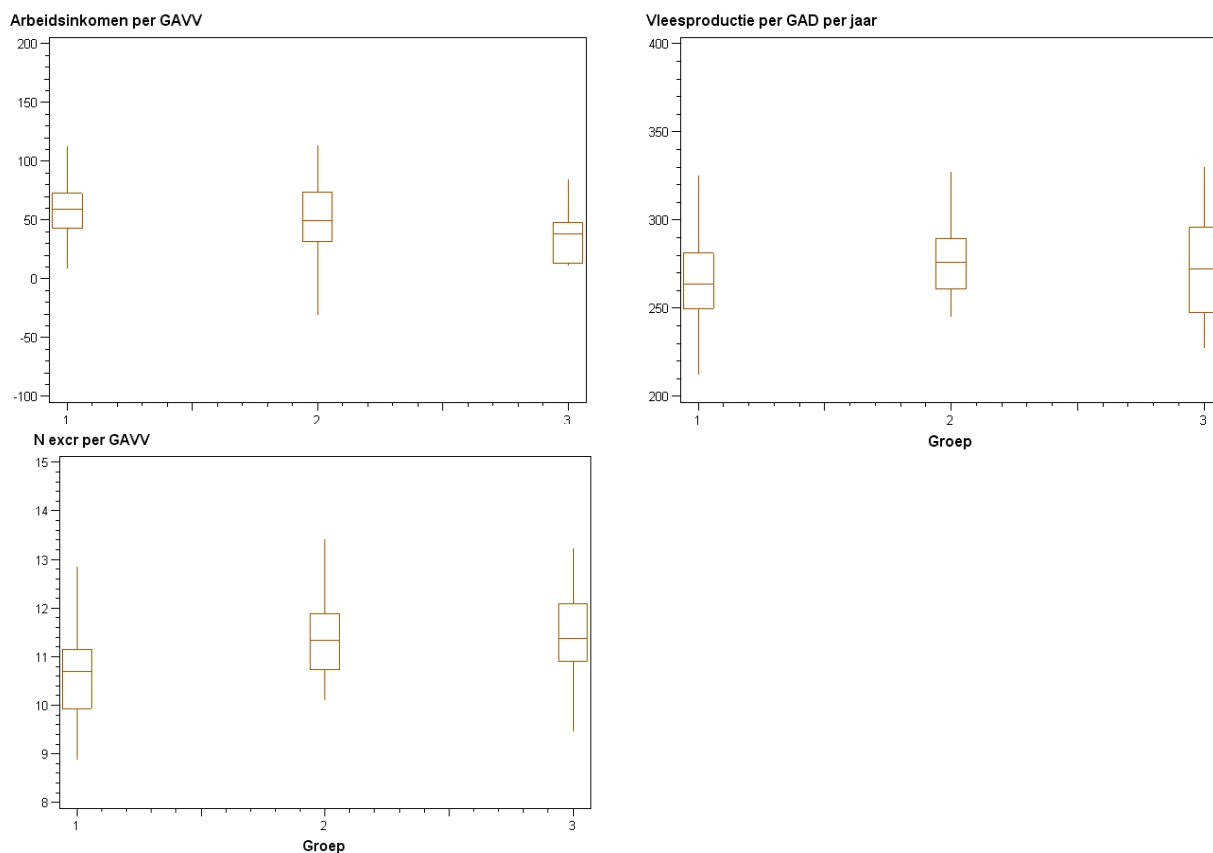 Arbeidsinkomen per GAVV
200
150
100
50
0
-50
-100
1 2 3
Vleesproductie per GAD per jaar
400
350
300
250
200
1 2 3
Groep
N excr per GAVV
15
14
13
12
11
10
9
8
1 2 3
Groep